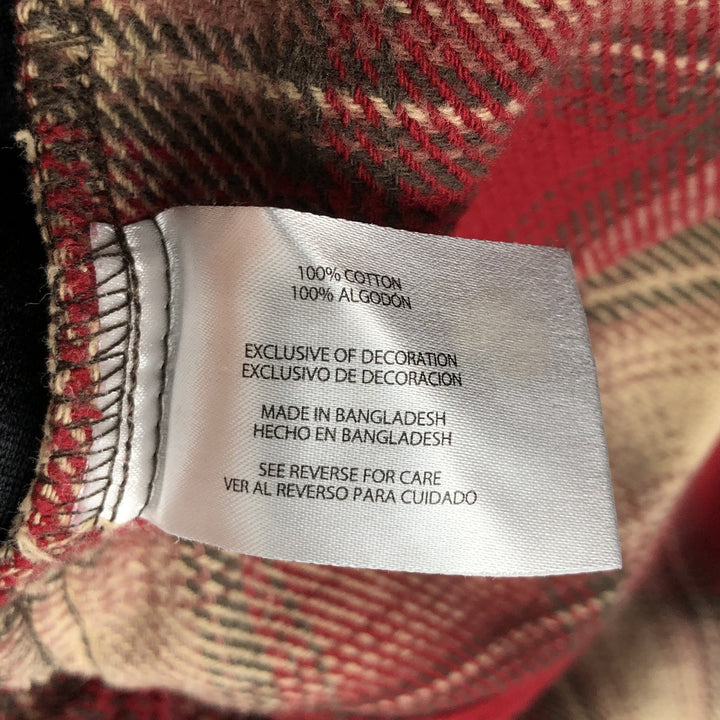 100% COTTON
100% ALGODÓN
EXCLUSIVE OF DECORATION
EXCLUSIVO DE DECORACION
MADE IN BANGLADESH
HECHO EN BANGLADESH
SEE REVERSE FOR CARE
VER AL REVERSO PARA CUIDADO